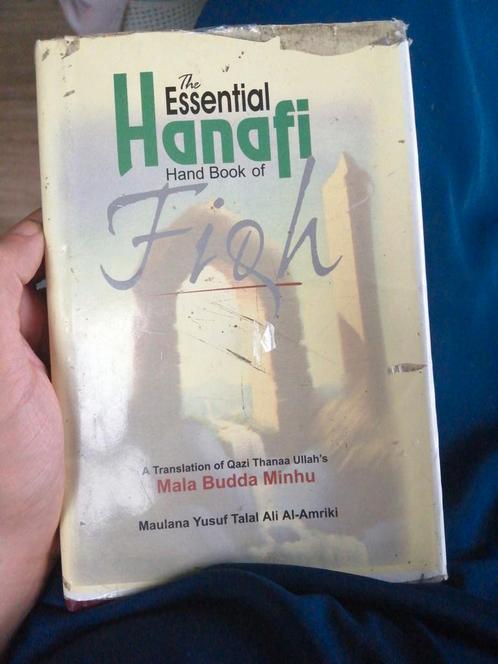 The
Essential
Hanafi
Hand Book of
Fiqh
A Translation of Qazi Thanaa Ullah's
Mala Budda Minhu
Maulana Yusuf Talal Ali Al-Amriki